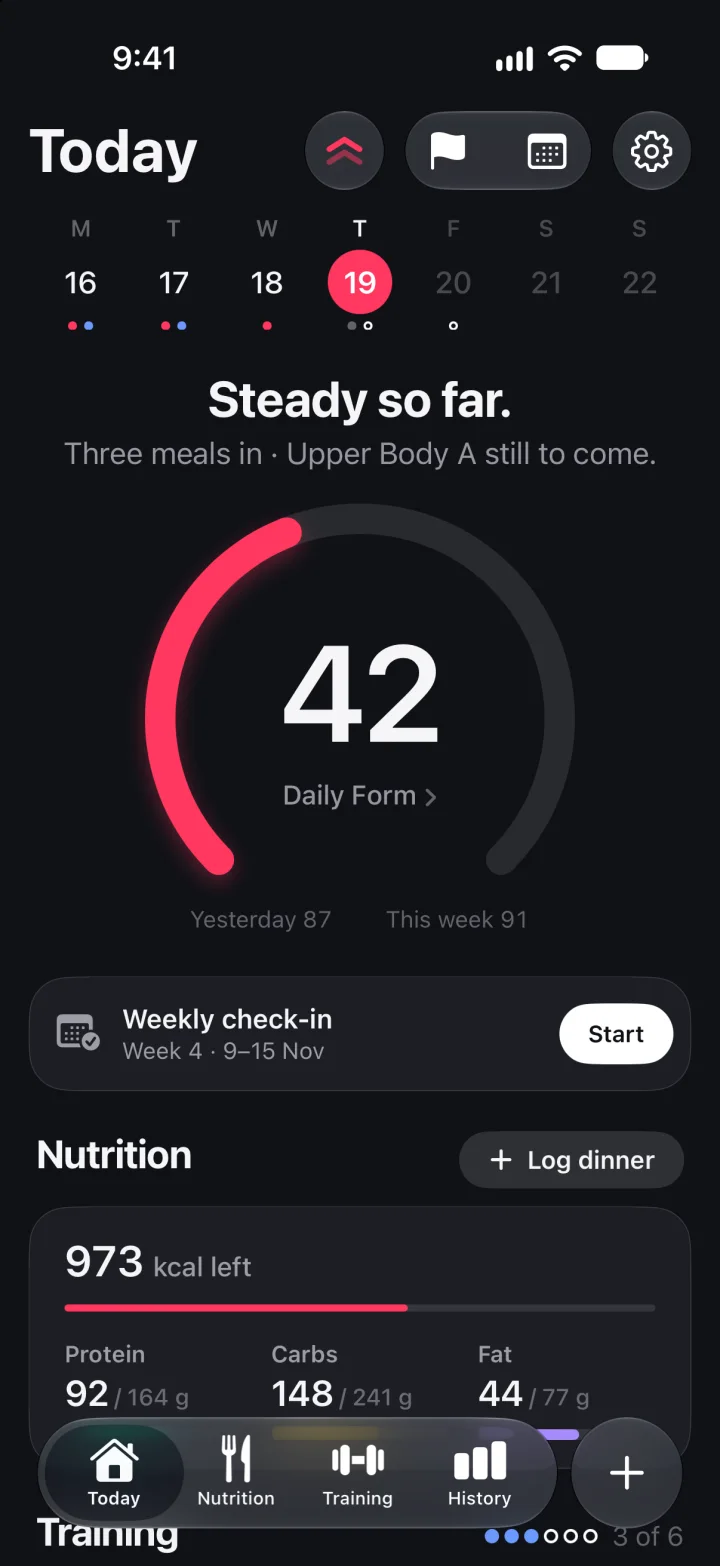 9:41
Today
M T W T F S S
16 17 18 19 20 21 22
Steady so far.
Three meals in · Upper Body A still to come.
42
Daily Form
Yesterday 87 This week 91
Weekly check-in
Week 4 · 9–15 Nov
Start
Nutrition
+ Log dinner
973 kcal left
Protein Carbs Fat
92 / 164 g 148 / 241 g 44 / 77 g
Today Nutrition Training History
Training 3 of 6